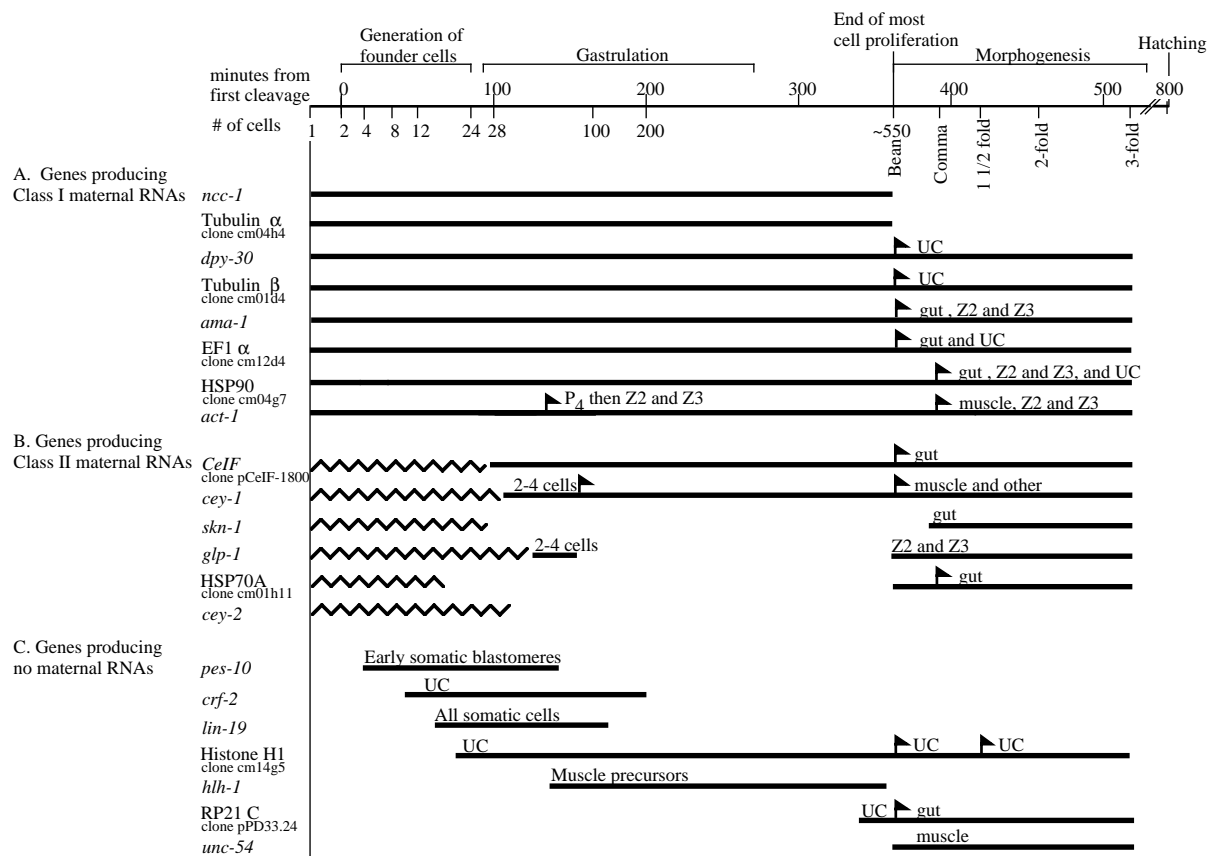 End of most
cell proliferation
Generation of
founder cells
Gastrulation
Morphogenesis
Hatching
minutes from
first cleavage
0 100 200 300 400 500 800
# of cells
1 2 4 8 12 24 28 100 200 ~550
Bean
Comma
1 1/2 fold
2-fold
3-fold
A. Genes producing
Class I maternal RNAs
ncc-1
Tubulin α
clone cm04h4
dpy-30 UC
Tubulin β UC
clone cm01d4
ama-1 gut , Z2 and Z3
EF1 α gut and UC
clone cm12d4
HSP90 gut , Z2 and Z3, and UC
clone cm04g7
act-1 P4 then Z2 and Z3 muscle, Z2 and Z3
B. Genes producing
Class II maternal RNAs
CeIF gut
clone pCeIF-1800
cey-1 2-4 cells muscle and other
skn-1 gut
glp-1 2-4 cells Z2 and Z3
HSP70A gut
clone cm01h11
cey-2
C. Genes producing
no maternal RNAs
pes-10 Early somatic blastomeres
crf-2 UC
lin-19 All somatic cells
Histone H1 UC UC UC
clone cm14g5
hlh-1 Muscle precursors
RP21 C UC gut
clone pPD33.24
unc-54 muscle